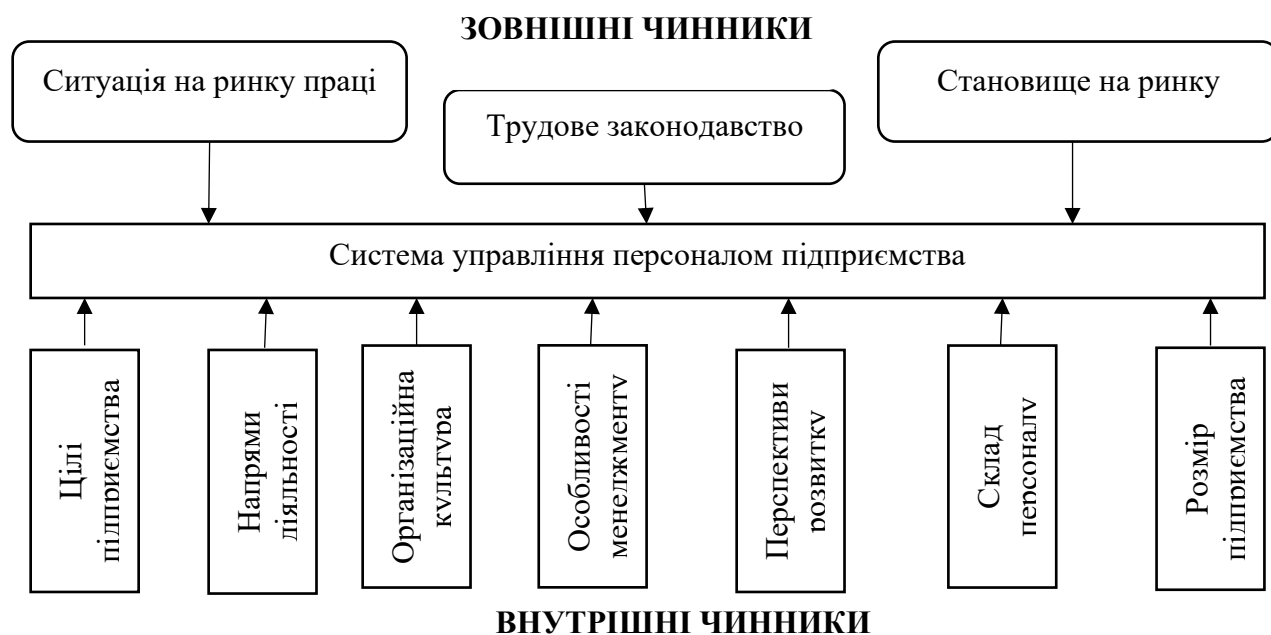 ЗОВНІШНІ ЧИННИКИ
Ситуація на ринку праці
Трудове законодавство
Становище на ринку
Система управління персоналом підприємства
Цілі
підприємства
Напрями
діяльності
Організаційна
культура
Особливості
менеджменту
Перспективи
розвитку
Склад
персоналу
Розмір
підприємства
ВНУТРІШНІ ЧИННИКИ